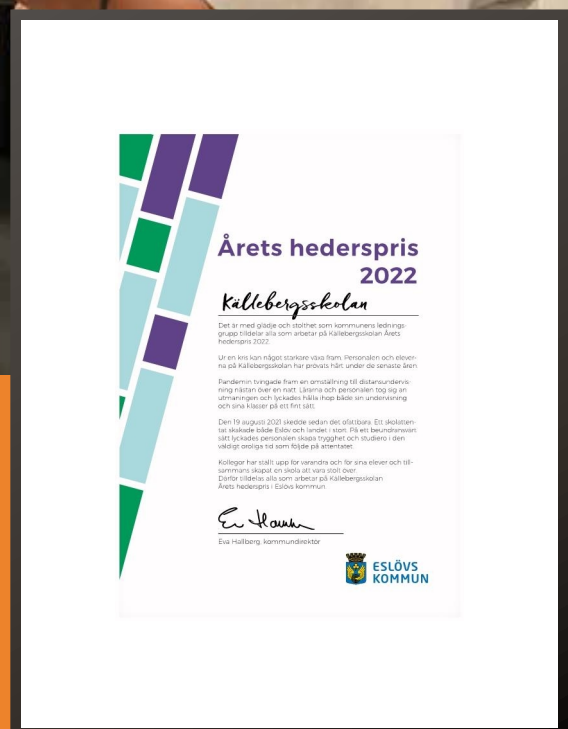 Årets hederspris
2022
Källebergsskolan
Det är med glädje och stolthet som kommunens lednings-
grupp tilldelar alla som arbetar på Källebergsskolan Årets
hederspris 2022.
Ur en kris kan något starkare växa fram. Personalen och elever-
na på Källebergsskolan har prövats hårt under de senaste åren.
Pandemin tvingade fram en omställning till distansundervis-
ning nästan över en natt. Lärarna och personalen tog sig an
utmaningen och lyckades hålla ihop både sin undervisning
och sina klasser på ett fint sätt.
Den 19 augusti 2021 skedde sedan det ofattbara. Ett skolatten-
tat skakade både Eslöv och landet i stort. På ett beundransvärt
sätt lyckades personalen skapa trygghet och studiero i den
väldigt oroliga tid som följde på attentatet.
Kollegor har ställt upp för varandra och för sina elever och till-
sammans skapat en skola att vara stolt över.
Därför tilldelas alla som arbetar på Källebergsskolan
Årets hederspris i Eslövs kommun.
Eva Hallberg, kommundirektör
ESLÖVS
KOMMUN